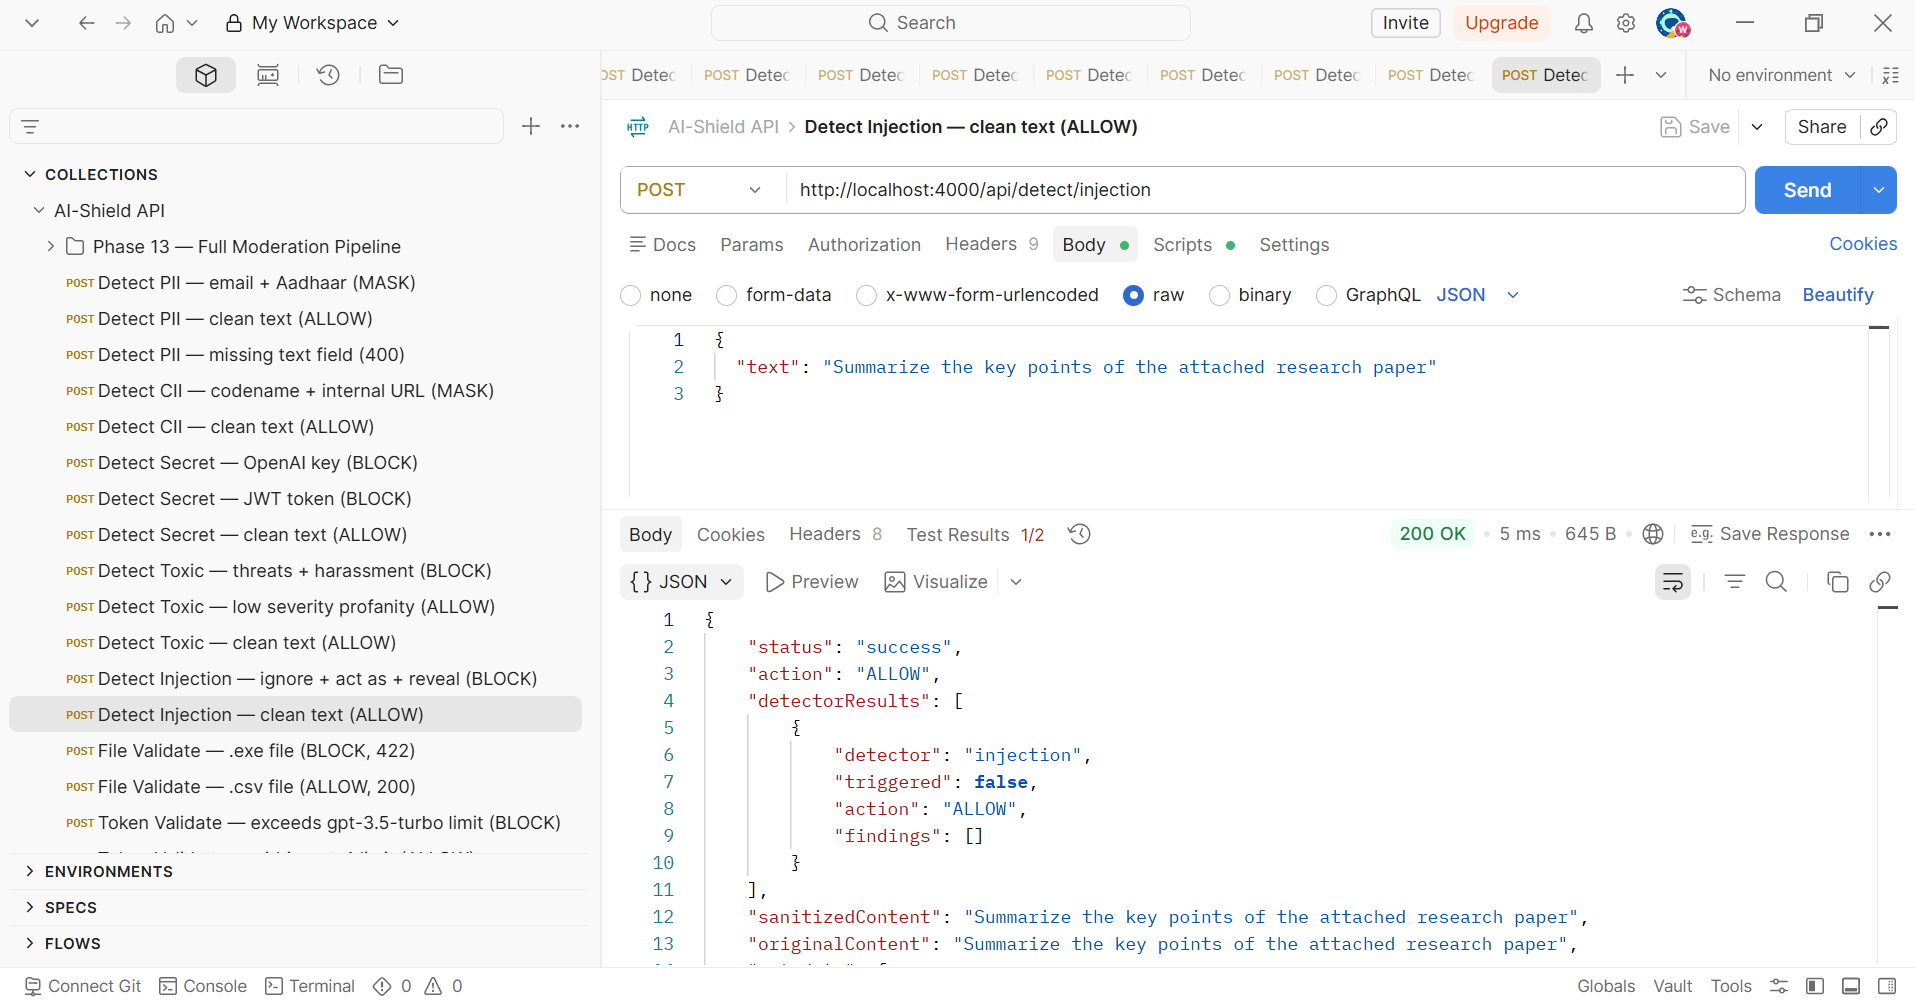 My Workspace
Search
Invite
Upgrade
W
POST Detec
POST Detec
POST Detec
POST Detec
POST Detec
POST Detec
POST Detec
POST Detec
No environment
COLLECTIONS
AI-Shield API
Phase 13 — Full Moderation Pipeline
POST Detect PII — email + Aadhaar (MASK)
POST Detect PII — clean text (ALLOW)
POST Detect PII — missing text field (400)
POST Detect CII — codename + internal URL (MASK)
POST Detect CII — clean text (ALLOW)
POST Detect Secret — OpenAI key (BLOCK)
POST Detect Secret — JWT token (BLOCK)
POST Detect Secret — clean text (ALLOW)
POST Detect Toxic — threats + harassment (BLOCK)
POST Detect Toxic — low severity profanity (ALLOW)
POST Detect Toxic — clean text (ALLOW)
POST Detect Injection — ignore + act as + reveal (BLOCK)
POST Detect Injection — clean text (ALLOW)
POST File Validate — .exe file (BLOCK, 422)
POST File Validate — .csv file (ALLOW, 200)
POST Token Validate — exceeds gpt-3.5-turbo limit (BLOCK)
ENVIRONMENTS
SPECS
FLOWS
HTTP AI-Shield API > Detect Injection — clean text (ALLOW)
Save
Share
POST http://localhost:4000/api/detect/injection
Send
Docs Params Authorization Headers 9 Body Scripts Settings
Cookies
none form-data x-www-form-urlencoded raw binary GraphQL JSON
Schema Beautify
1 {
2 "text": "Summarize the key points of the attached research paper"
3 }
Body Cookies Headers 8 Test Results 1/2
200 OK • 5 ms • 645 B • e.g. Save Response
{} JSON Preview Visualize
1 {
2 "status": "success",
3 "action": "ALLOW",
4 "detectorResults": [
5 {
6 "detector": "injection",
7 "triggered": false,
8 "action": "ALLOW",
9 "findings": []
10 }
11 ],
12 "sanitizedContent": "Summarize the key points of the attached research paper",
13 "originalContent": "Summarize the key points of the attached research paper",
Connect Git Console Terminal 0 0
Globals Vault Tools